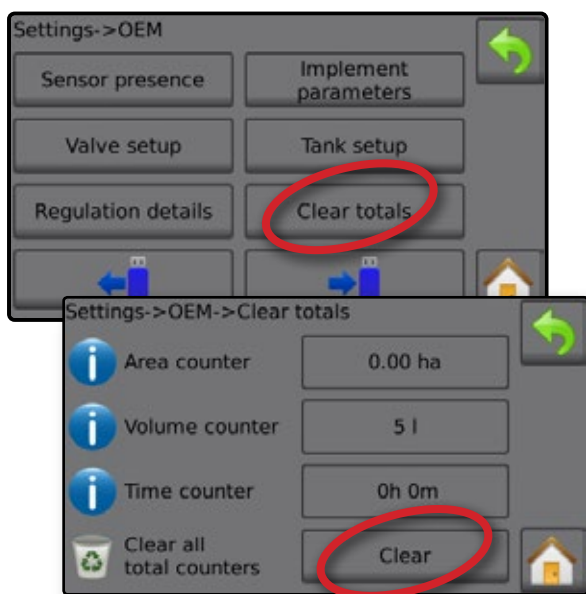 Settings->OEM
Sensor presence
Implement
parameters
Valve setup
Tank setup
Regulation details
Clear totals
Settings->OEM->Clear totals
Area counter
0.00 ha
Volume counter
5 l
Time counter
0h 0m
Clear all
total counters
Clear